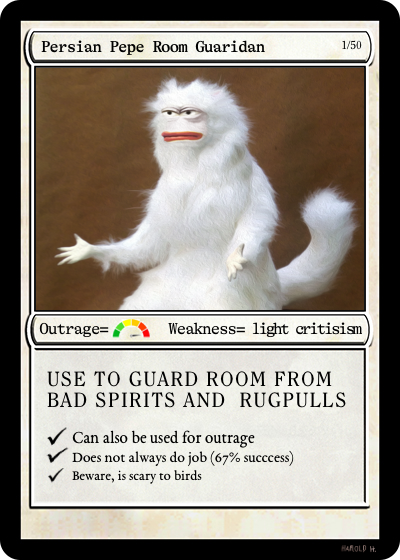 Persian Pepe Room Guaridan
1/50
Outrage=
Weakness= light critisism
USE TO GUARD ROOM FROM
BAD SPIRITS AND RUGPULLS
Can also be used for outrage
Does not always do job (67% succcess)
Beware, is scary to birds
HAROLD H.